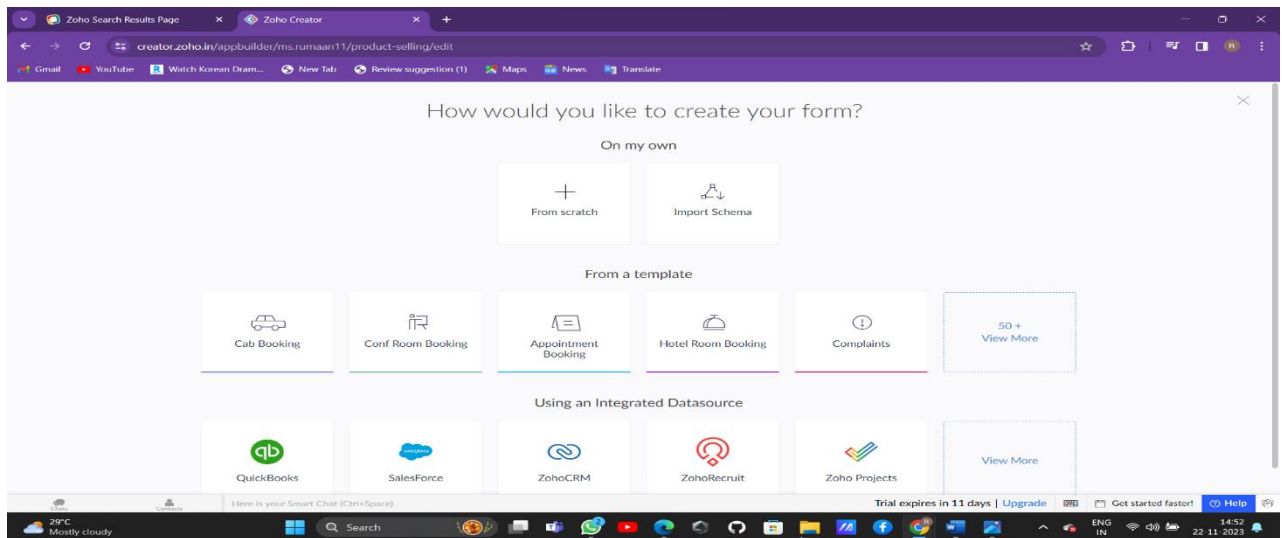 Zoho Search Results Page
Zoho Creator
creator.zoho.in/appbuilder/ms.rumaan11/product-selling/edit
Gmail YouTube Watch Korean Dram... New Tab Review suggestion (1) Maps News Translate
How would you like to create your form?
On my own
From scratch Import Schema
From a template
50 +
Cab Booking Conf Room Booking Appointment Hotel Room Booking Complaints View More
Booking
Using an Integrated Datasource
qb salesforce
View More
QuickBooks SalesForce ZohoCRM ZohoRecruit Zoho Projects
Chats Contacts Here is your Smart Chat (Ctrl+Space) Trial expires in 11 days | Upgrade Get started faster! Help
29°C
Mostly cloudy
Search
ENG
IN
14:52
22-11-2023